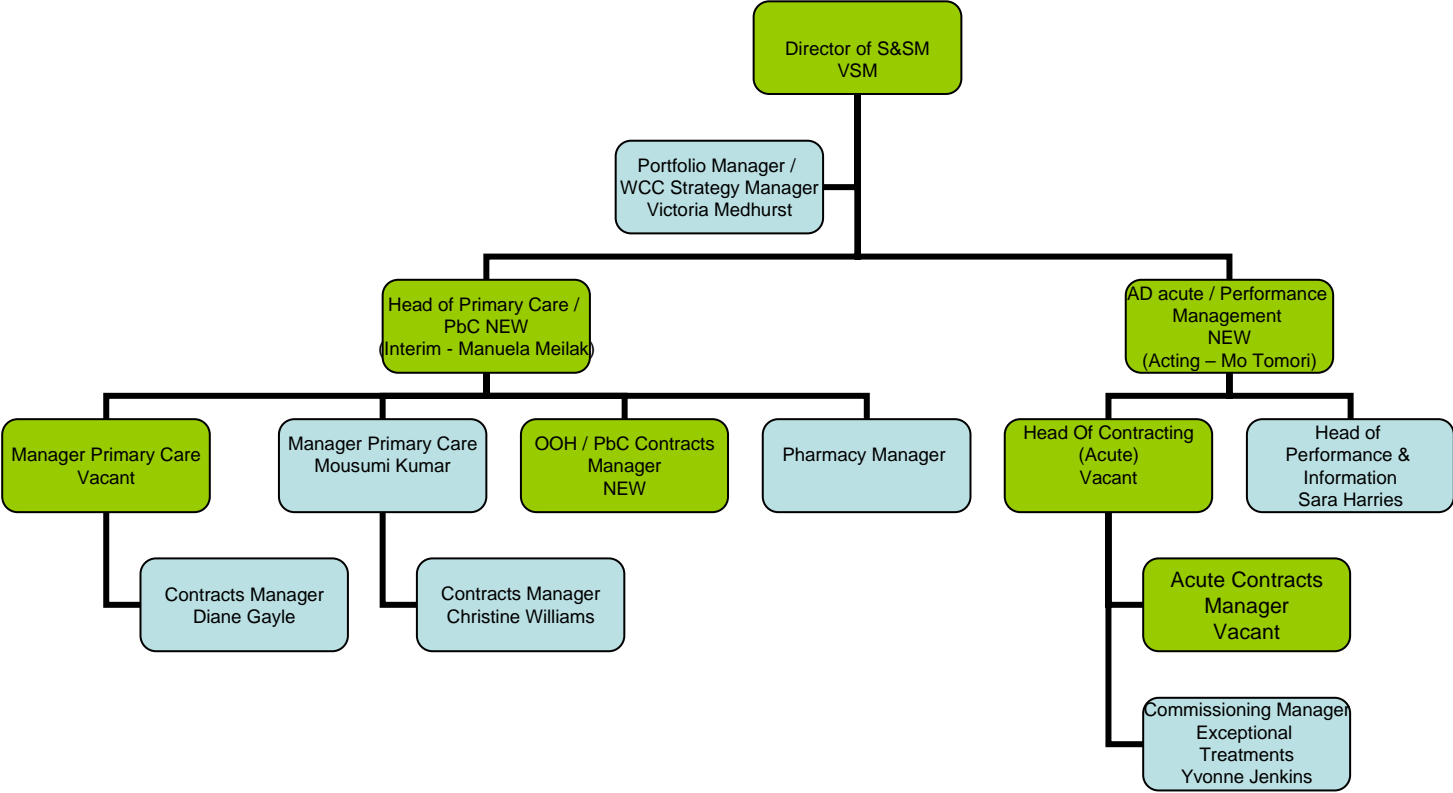 Director of S&SM
VSM
Portfolio Manager /
WCC Strategy Manager
Victoria Medhurst
Head of Primary Care /
PbC NEW
(Interim - Manuela Meilak)
AD acute / Performance
Management
NEW
(Acting – Mo Tomori)
Manager Primary Care
Vacant
Manager Primary Care
Mousumi Kumar
OOH / PbC Contracts
Manager
NEW
Pharmacy Manager
Head Of Contracting
(Acute)
Vacant
Head of
Performance &
Information
Sara Harries
Contracts Manager
Diane Gayle
Contracts Manager
Christine Williams
Acute Contracts
Manager
Vacant
Commissioning Manager
Exceptional
Treatments
Yvonne Jenkins